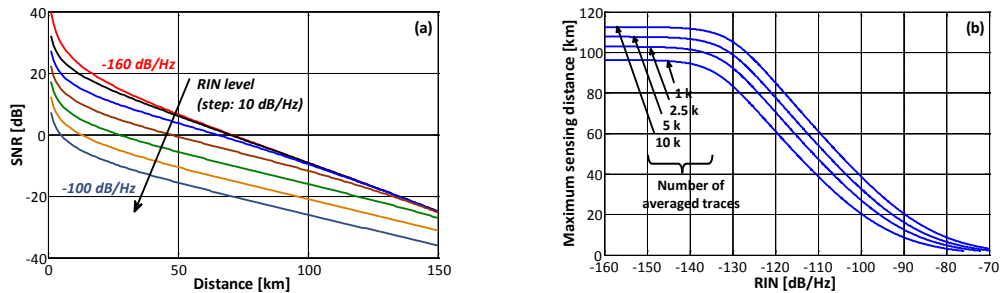 (a)
SNR [dB]
40
20
0
-20
-40
-160 dB/Hz
RIN level
(step: 10 dB/Hz)
-100 dB/Hz
0
50
100
150
Distance [km]
(b)
Maximum sensing distance [km]
120
100
80
60
40
20
0
1 k
2.5 k
5 k
10 k
Number of
averaged traces
-160
-150
-140
-130
-120
-110
-100
-90
-80
-70
RIN [dB/Hz]